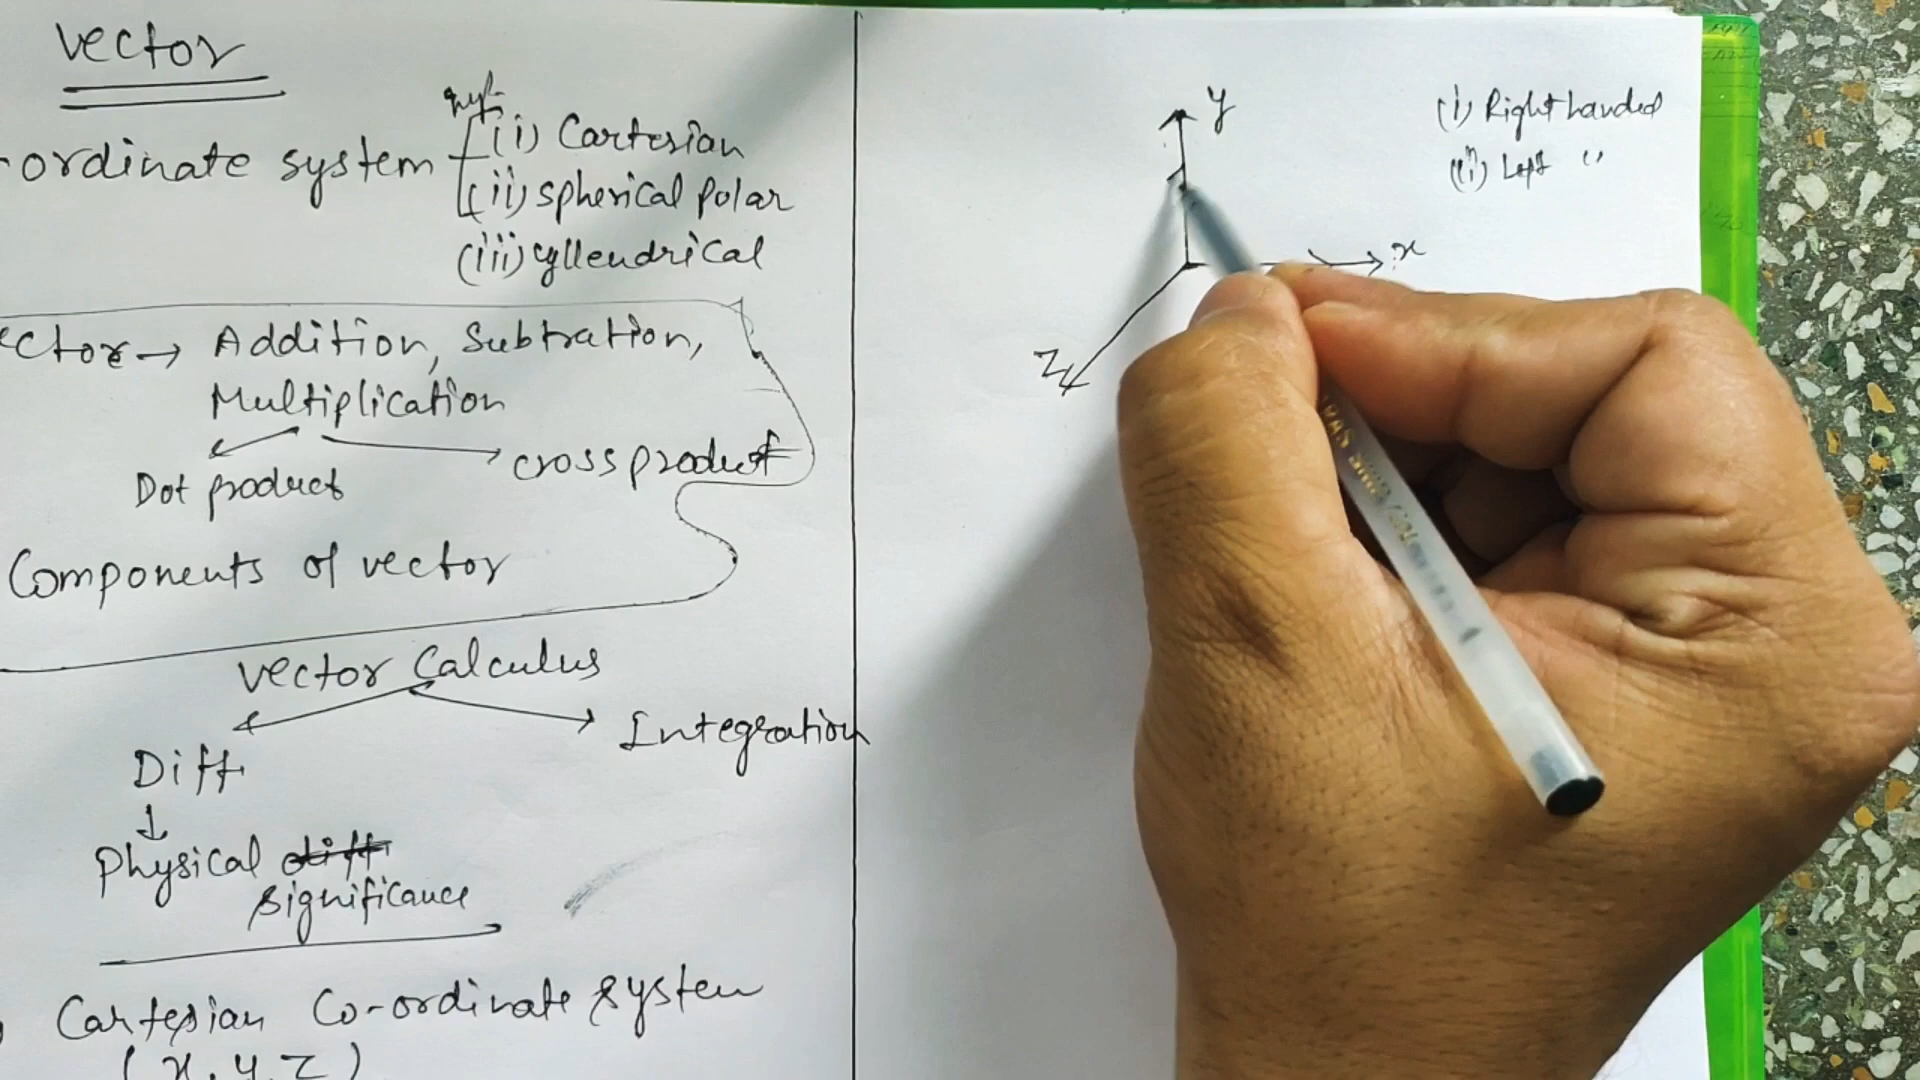 vector
-ordinate system
(i) Cartesian
(ii) spherical polar
(iii) cyllendrical
ector → Addition, Subtration,
Multiplication
Dot product
cross product
Components of vector
vector Calculus
Diff
Integration
Physical
significance
Cartesian Co-ordinate system
(x, y, z)
y
x
z
(i) Right handed
(ii) Left "